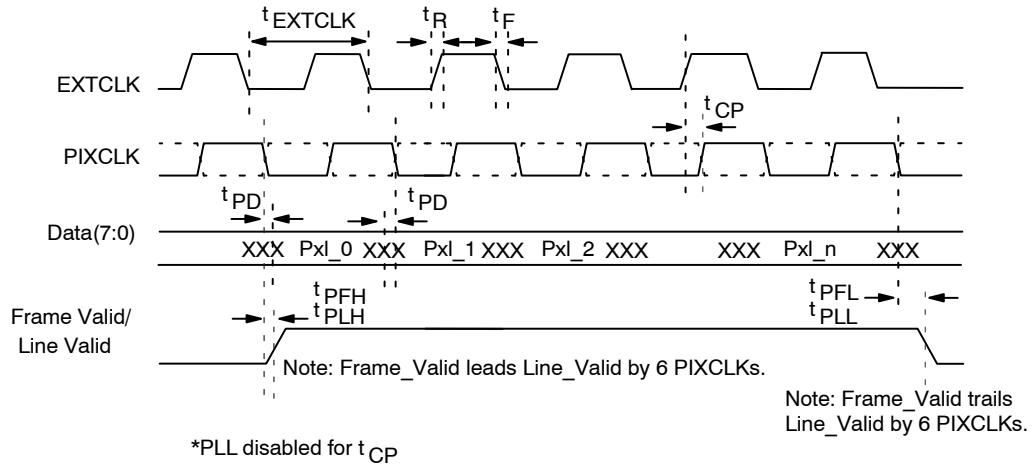 t EXTCLK
t R
t F
EXTCLK
t CP
PIXCLK
t PD
t PD
Data(7:0)
XXX Pxl_0 XXX Pxl_1 XXX Pxl_2 XXX XXX Pxl_n XXX
t PFH
t PLH
t PFL
t PLL
Frame Valid/
Line Valid
Note: Frame_Valid leads Line_Valid by 6 PIXCLKs.
Note: Frame_Valid trails
Line_Valid by 6 PIXCLKs.
*PLL disabled for t CP